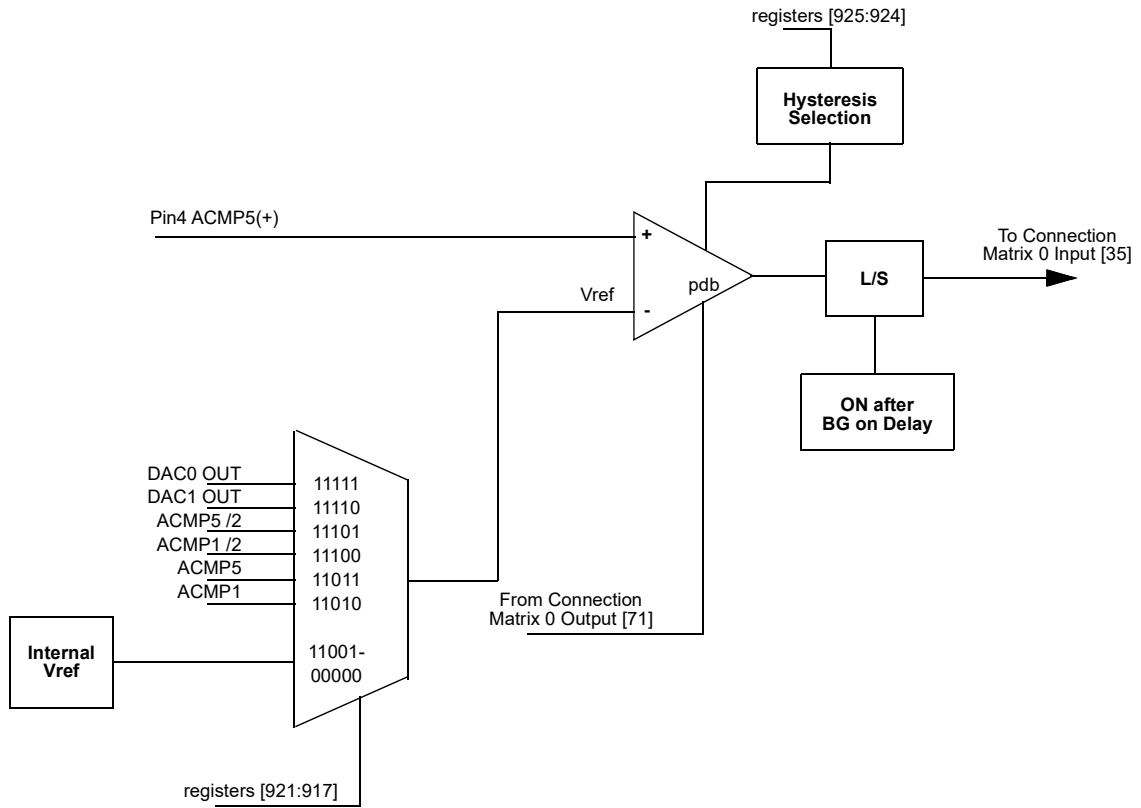 registers [925:924]
Hysteresis
Selection
Pin4 ACMP5(+)
+
To Connection
Matrix 0 Input [35]
L/S
pdb
Vref
-
ON after
BG on Delay
DAC0 OUT
11111
DAC1 OUT
11110
ACMP5 /2
11101
ACMP1 /2
11100
ACMP5
11011
ACMP1
11010
From Connection
Matrix 0 Output [71]
Internal
Vref
11001-
00000
registers [921:917]